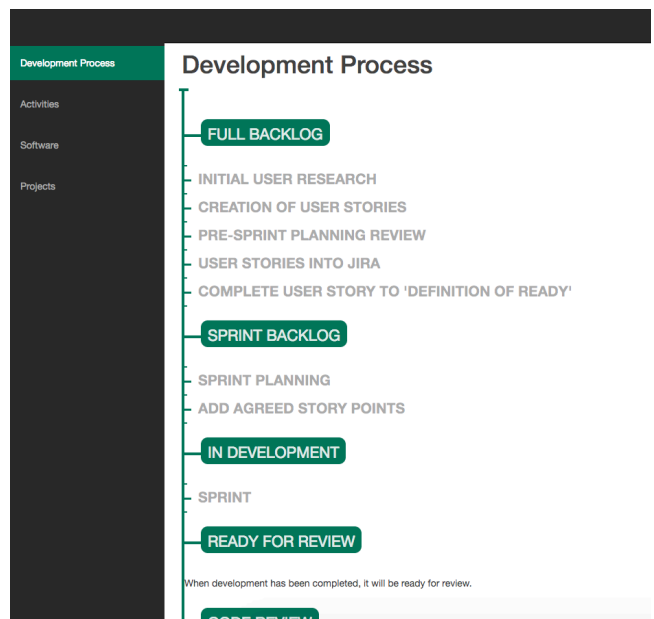 Development Process
Activities
Software
Projects
Development Process
FULL BACKLOG
INITIAL USER RESEARCH
CREATION OF USER STORIES
PRE-SPRINT PLANNING REVIEW
USER STORIES INTO JIRA
COMPLETE USER STORY TO 'DEFINITION OF READY'
SPRINT BACKLOG
SPRINT PLANNING
ADD AGREED STORY POINTS
IN DEVELOPMENT
SPRINT
READY FOR REVIEW
When development has been completed, it will be ready for review.
CODE REVIEW